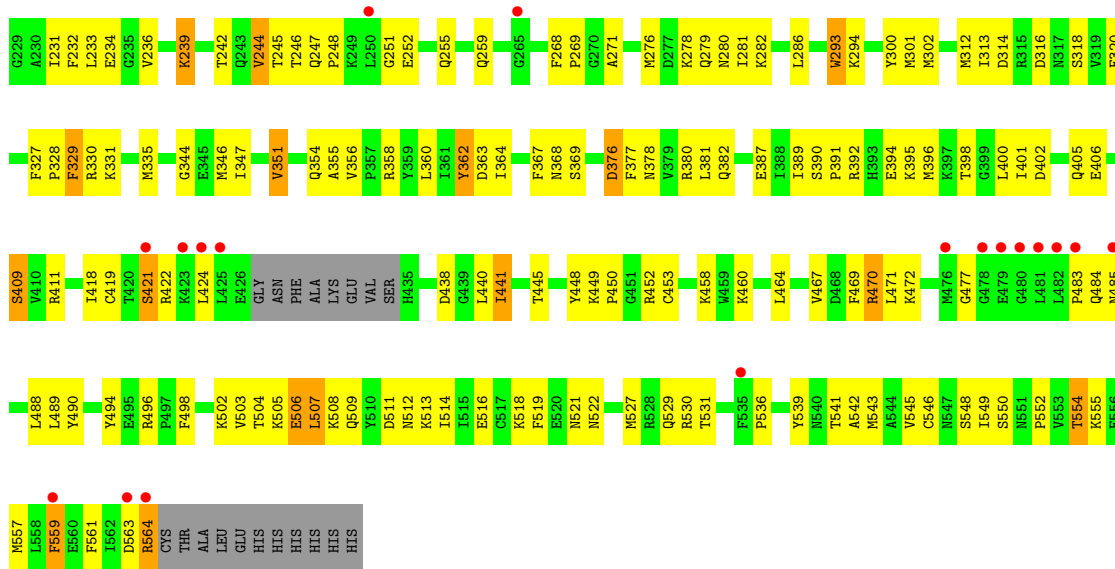 G229 A230 I231 F232 L233 E234 G235 V236 K239 T242 Q243 V244 T245 T246 Q247 P248 K249 L250 G251 E252 Q255 Q259 G265 F268 P269 G270 A271 M276 D277 K278 Q279 N280 I281 K282 L286 W293 K294 Y300 M301 M302 M312 I313 D314 R315 D316 N317 S318 V319
F327 P328 F329 R330 K331 M335 G344 E345 M346 I347 V351 Q354 A355 V356 P357 R358 Y359 L360 I361 Y362 D363 I364 F367 N368 S369 D376 F377 N378 V379 R380 L381 Q382 E387 I388 I389 S390 P391 R392 H393 E394 K395 M396 K397 T398 G399 L400 I401 D402 Q405 E406
S409 V410 R411 I418 C419 T420 S421 R422 K423 L424 L425 E426 GLY ASN PHE ALA LYS GLU VAL SER H435 D438 G439 L440 I441 T445 Y448 K449 P450 G451 R452 C453 K458 W459 K460 L464 V467 D468 F469 R470 L471 K472 M476 G477 G478 E479 G480 L481 L482 P483 Q484
L488 L489 Y490 Y494 E495 R496 P497 F498 K502 V503 T504 K505 E506 L507 K508 Q509 Y510 D511 N512 K513 I514 I515 E516 C517 K518 F519 E520 N521 N522 M527 R528 Q529 R530 T531 F535 P536 Y539 N540 T541 A542 M543 A544 V545 C546 N547 S548 I549 S550 N551 P552 V553 T554 K555
M557 L558 F559 E560 F561 I562 D563 R564 CYS THR ALA LEU GLU HIS HIS HIS HIS HIS HIS